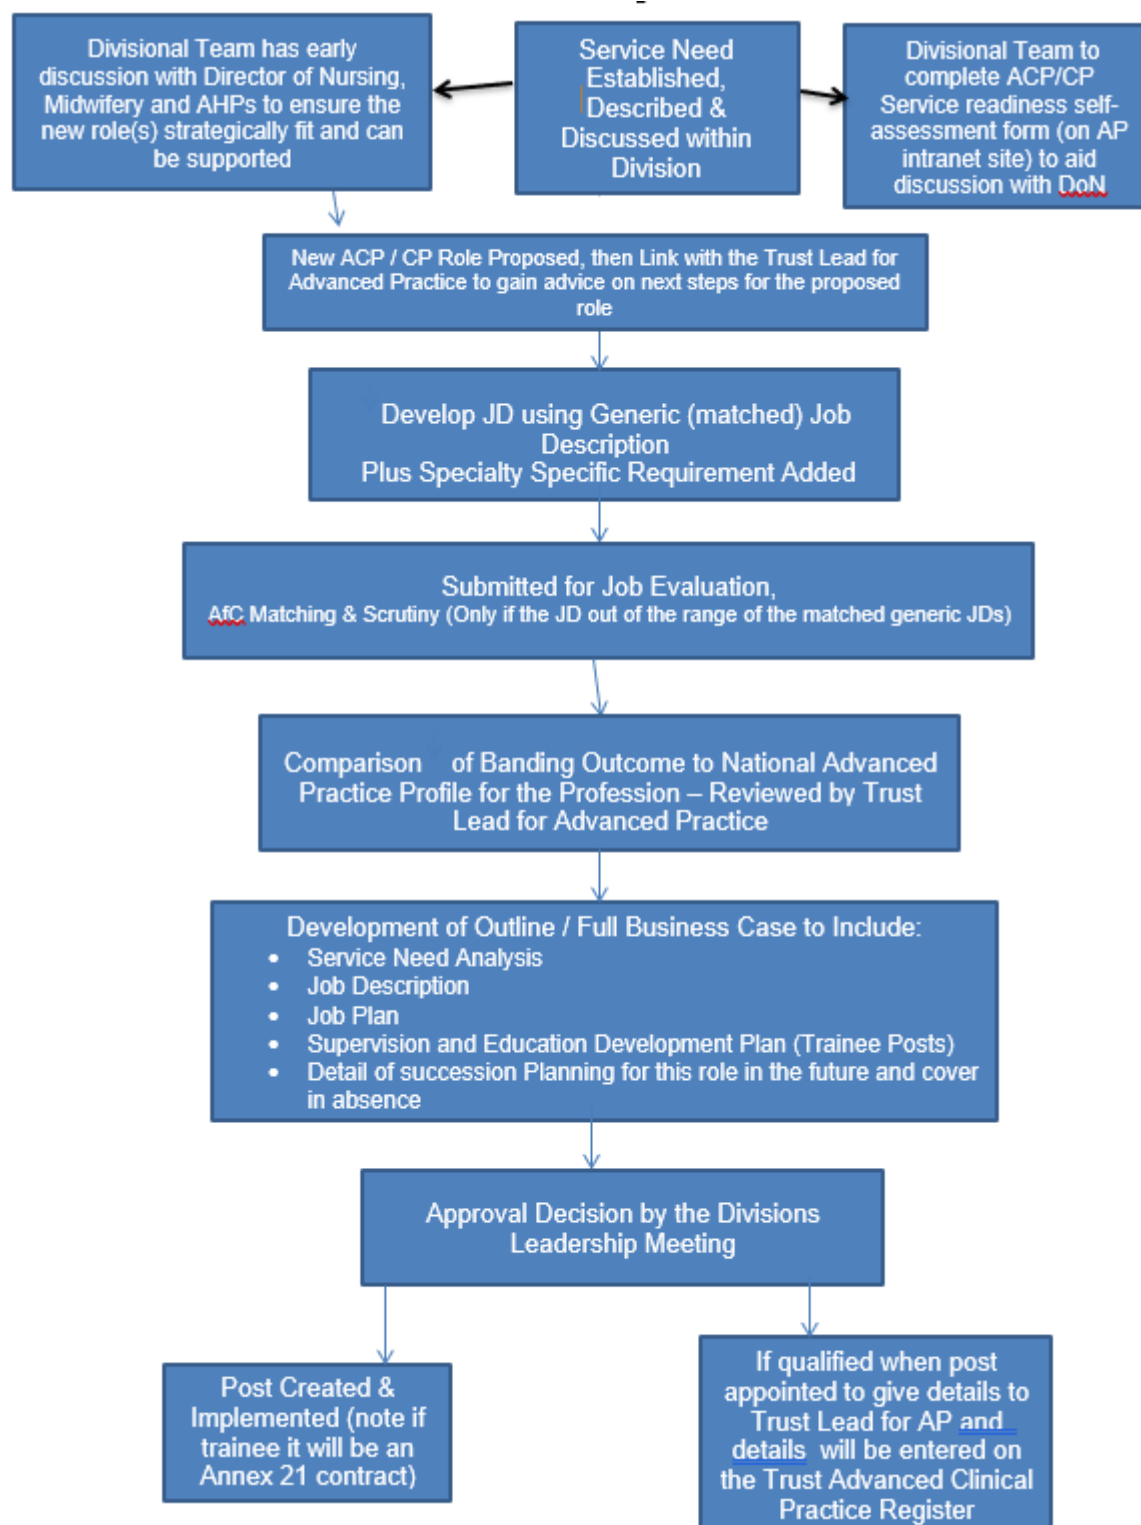 Divisional Team has early
discussion with Director of Nursing,
Midwifery and AHPs to ensure the
new role(s) strategically fit and can
be supported
Service Need
Established,
Described &
Discussed within
Division
Divisional Team to
complete ACP/CP
Service readiness self-
assessment form (on AP
intranet site) to aid
discussion with DoN
New ACP / CP Role Proposed, then Link with the Trust Lead for
Advanced Practice to gain advice on next steps for the proposed
role
Develop JD using Generic (matched) Job
Description
Plus Specialty Specific Requirement Added
Submitted for Job Evaluation,
AfC Matching & Scrutiny (Only if the JD out of the range of the matched generic JDs)
Comparison of Banding Outcome to National Advanced
Practice Profile for the Profession – Reviewed by Trust
Lead for Advanced Practice
Development of Outline / Full Business Case to Include:
• Service Need Analysis
• Job Description
• Job Plan
• Supervision and Education Development Plan (Trainee Posts)
• Detail of succession Planning for this role in the future and cover
in absence
Approval Decision by the Divisions
Leadership Meeting
Post Created &
Implemented (note if
trainee it will be an
Annex 21 contract)
If qualified when post
appointed to give details to
Trust Lead for AP and
details will be entered on
the Trust Advanced Clinical
Practice Register